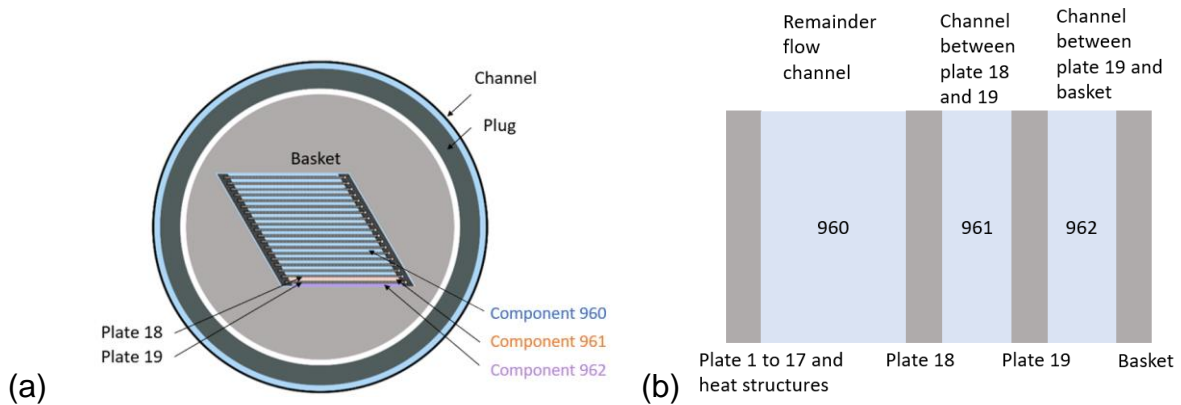 Channel
Plug
Basket
Plate 18
Plate 19
Component 960
Component 961
Component 962
(a)
Remainder
flow
channel
Channel
between
plate 18
and 19
Channel
between
plate 19 and
basket
960
961
962
Plate 1 to 17 and
heat structures
Plate 18
Plate 19
Basket
(b)